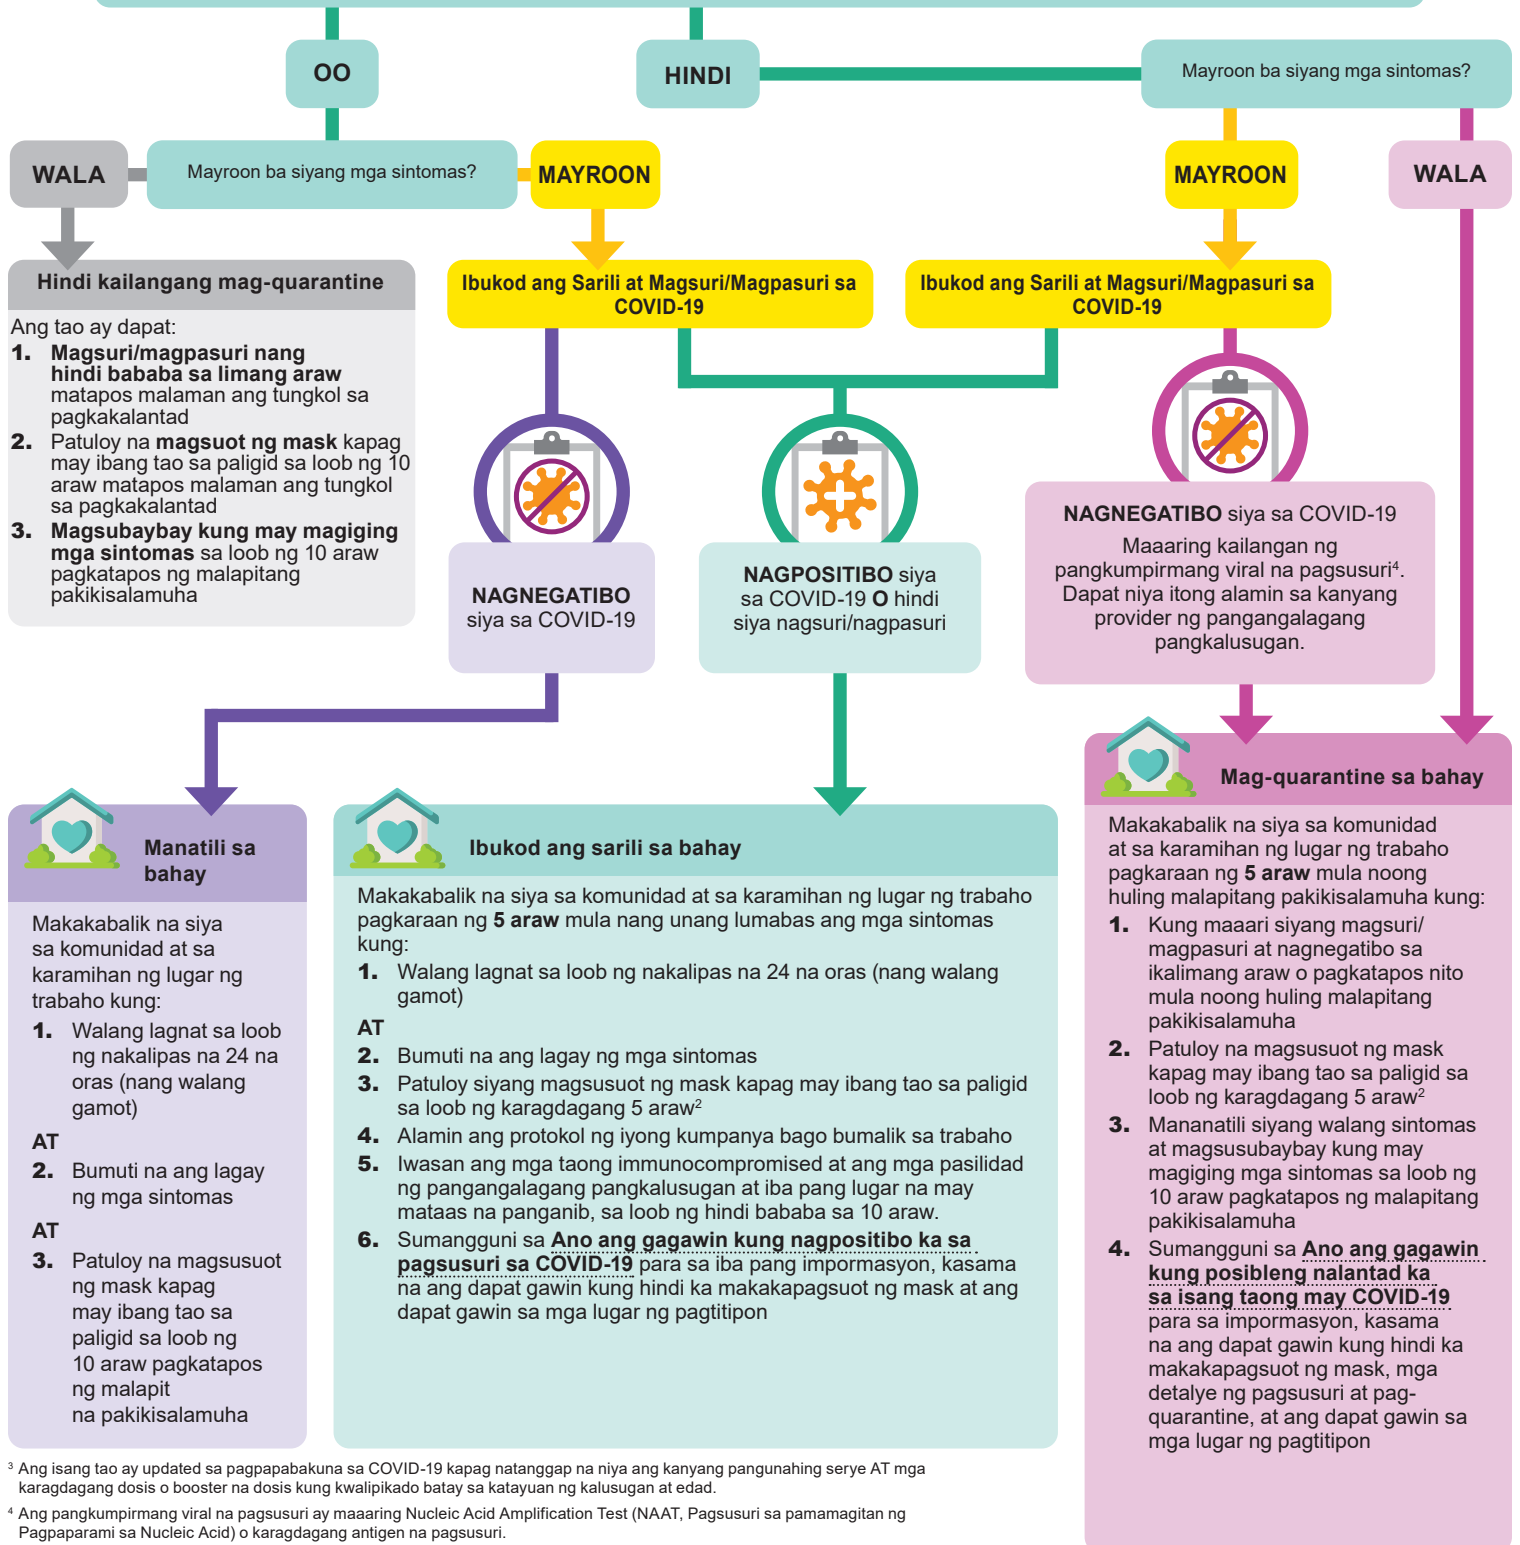 OO
HINDI
Mayroon ba siyang mga sintomas?
WALA
Mayroon ba siyang mga sintomas?
MAYROON
MAYROON
WALA
Hindi kailangang mag-quarantine
Ang tao ay dapat:
1. Magsuri/magpasuri nang
hindi bababa sa limang araw
matapos malaman ang tungkol sa
pagkakalantad
2. Patuloy na magsuot ng mask kapag
may ibang tao sa paligid sa loob ng 10
araw matapos malaman ang tungkol
sa pagkakalantad
3. Magsubaybay kung may magiging
mga sintomas sa loob ng 10 araw
pagkatapos ng malapitang
pakikisalamuha
Ibukod ang Sarili at Magsuri/Magpasuri sa
COVID-19
Ibukod ang Sarili at Magsuri/Magpasuri sa
COVID-19
NAGNEGATIBO
siya sa COVID-19
NAGPOSITIBO siya
sa COVID-19 O hindi
siya nagsuri/nagpasuri
NAGNEGATIBO siya sa COVID-19
Maaaring kailangan ng
pangkumpirmang viral na pagsusuri4.
Dapat niya itong alamin sa kanyang
provider ng pangangalagang
pangkalusugan.
Manatili sa
bahay
Makakabalik na siya
sa komunidad at sa
karamihan ng lugar ng
trabaho kung:
1. Walang lagnat sa loob
ng nakalipas na 24 na
oras (nang walang
gamot)
AT
2. Bumuti na ang lagay
ng mga sintomas
AT
3. Patuloy na magsusuot
ng mask kapag
may ibang tao sa
paligid sa loob ng
10 araw pagkatapos
ng malapit
na pakikisalamuha
Ibukod ang sarili sa bahay
Makakabalik na siya sa komunidad at sa karamihan ng lugar ng trabaho
pagkaraan ng 5 araw mula nang unang lumabas ang mga sintomas
kung:
1. Walang lagnat sa loob ng nakalipas na 24 na oras (nang walang
gamot)
AT
2. Bumuti na ang lagay ng mga sintomas
3. Patuloy siyang magsusuot ng mask kapag may ibang tao sa paligid
sa loob ng karagdagang 5 araw2
4. Alamin ang protokol ng iyong kumpanya bago bumalik sa trabaho
5. Iwasan ang mga taong immunocompromised at ang mga pasilidad
ng pangangalagang pangkalusugan at iba pang lugar na may
mataas na panganib, sa loob ng hindi bababa sa 10 araw.
6. Sumangguni sa Ano ang gagawin kung nagpositibo ka sa
pagsusuri sa COVID-19 para sa iba pang impormasyon, kasama
na ang dapat gawin kung hindi ka makakapagsuot ng mask at ang
dapat gawin sa mga lugar ng pagtitipon
Mag-quarantine sa bahay
Makakabalik na siya sa komunidad
at sa karamihan ng lugar ng trabaho
pagkaraan ng 5 araw mula noong
huling malapitang pakikisalamuha kung:
1. Kung maaari siyang magsuri/
magpasuri at nagnegatibo sa
ikalimang araw o pagkatapos nito
mula noong huling malapitang
pakikisalamuha
2. Patuloy na magsusuot ng mask
kapag may ibang tao sa paligid sa
loob ng karagdagang 5 araw2
3. Mananatili siyang walang sintomas
at magsusubaybay kung may
magiging mga sintomas sa loob ng
10 araw pagkatapos ng malapitang
pakikisalamuha
4. Sumangguni sa Ano ang gagawin
kung posibleng nalantad ka
sa isang taong may COVID-19
para sa impormasyon, kasama
na ang dapat gawin kung hindi ka
makakapagsuot ng mask, mga
detalye ng pagsusuri at pag-
quarantine, at ang dapat gawin sa
mga lugar ng pagtitipon
3 Ang isang tao ay updated sa pagpapabakuna sa COVID-19 kapag natanggap na niya ang kanyang pangunahing serye AT mga
karagdagang dosis o booster na dosis kung kwalipikado batay sa katayuan ng kalusugan at edad.
4 Ang pangkumpirmang viral na pagsusuri ay maaaring Nucleic Acid Amplification Test (NAAT, Pagsusuri sa pamamagitan ng
Pagpaparami sa Nucleic Acid) o karagdagang antigen na pagsusuri.